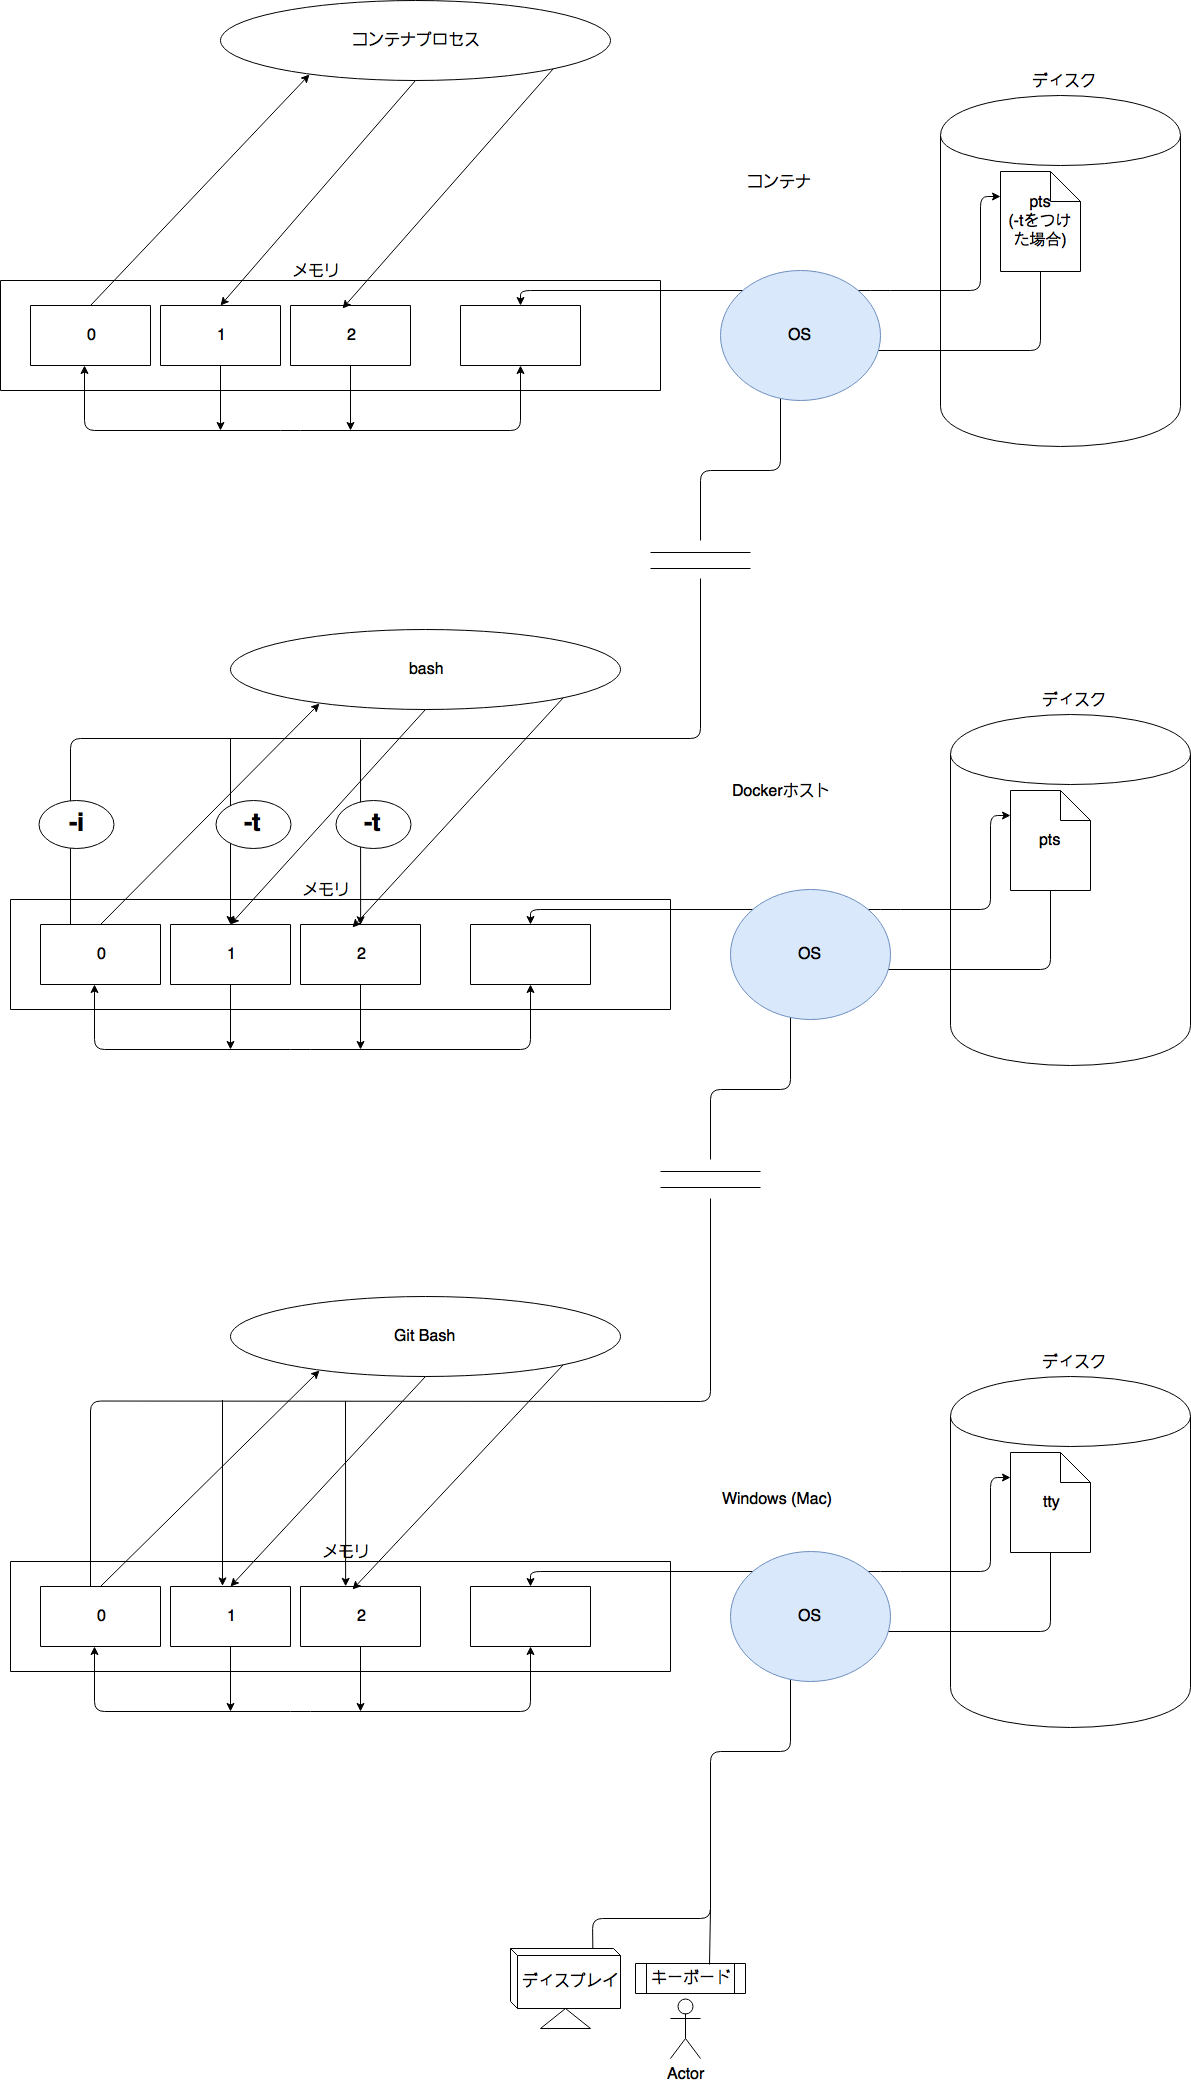 コンテナプロセス
ディスク
コンテナ
pts
(-tをつけ
た場合)
メモリ
0
1
2
OS
bash
ディスク
Dockerホスト
-i
-t
-t
pts
メモリ
0
1
2
OS
Git Bash
ディスク
Windows (Mac)
tty
メモリ
0
1
2
OS
ディスプレイ
キーボード
Actor